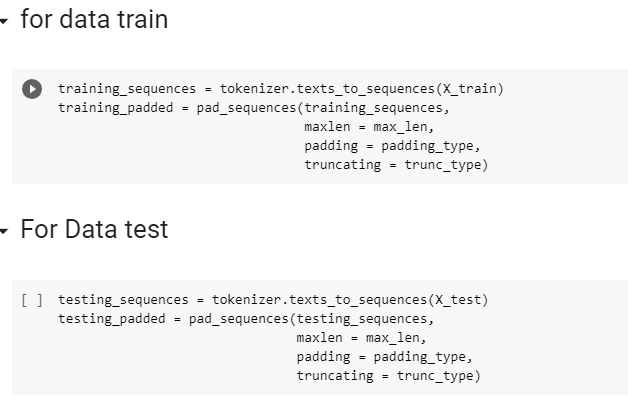 for data train
training_sequences = tokenizer.texts_to_sequences(X_train)
training_padded = pad_sequences(training_sequences,
maxlen = max_len,
padding = padding_type,
truncating = trunc_type)
For Data test
[ ] testing_sequences = tokenizer.texts_to_sequences(X_test)
testing_padded = pad_sequences(testing_sequences,
maxlen = max_len,
padding = padding_type,
truncating = trunc_type)